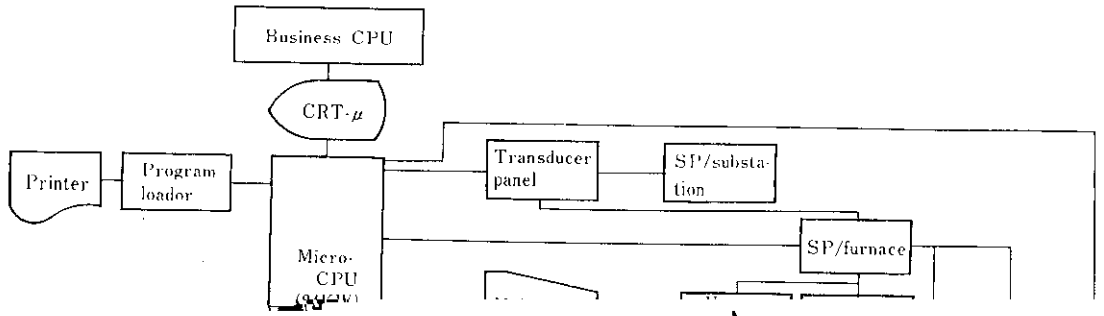 Business CPU
CRT-μ
Printer
Program
loador
Transducer
panel
SP/substa-
tion
SP/furnace
Micro-
CPU